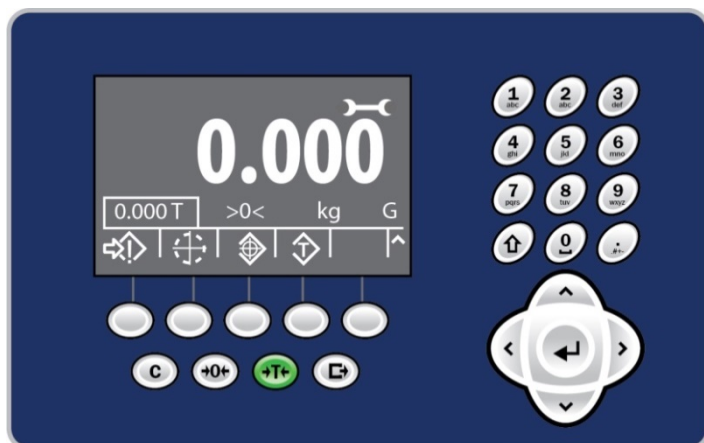 0.000
0.000 T >0< kg G
T
C →0← →T←
1 2 3
abc abc def
4 5 6
ghi jkl mno
7 8 9
pqrs tuv wxyz
0 .
#+-